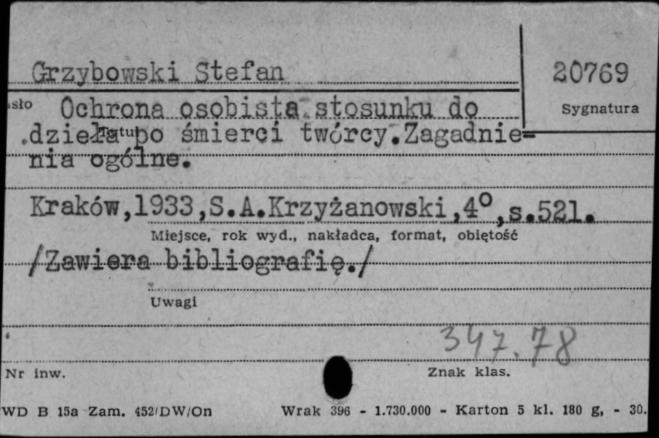 Grzybowski Stefan
20769
Sygnatura
sło Ochrona osobista stosunku do
dzieła po śmierci twórcy.Zagadnie=
nia ogólne.
Kraków,1933,S.A.Krzyżanowski,4°,s.521.
Miejsce, rok wyd., nakładca, format, objętość
/Zawiera bibliografię./
Uwagi
347.78
Nr inw.
Znak klas.
WD B 15a Zam. 452/DW/On Wrak 396 - 1.730.000 - Karton 5 kl. 180 g, - 30.